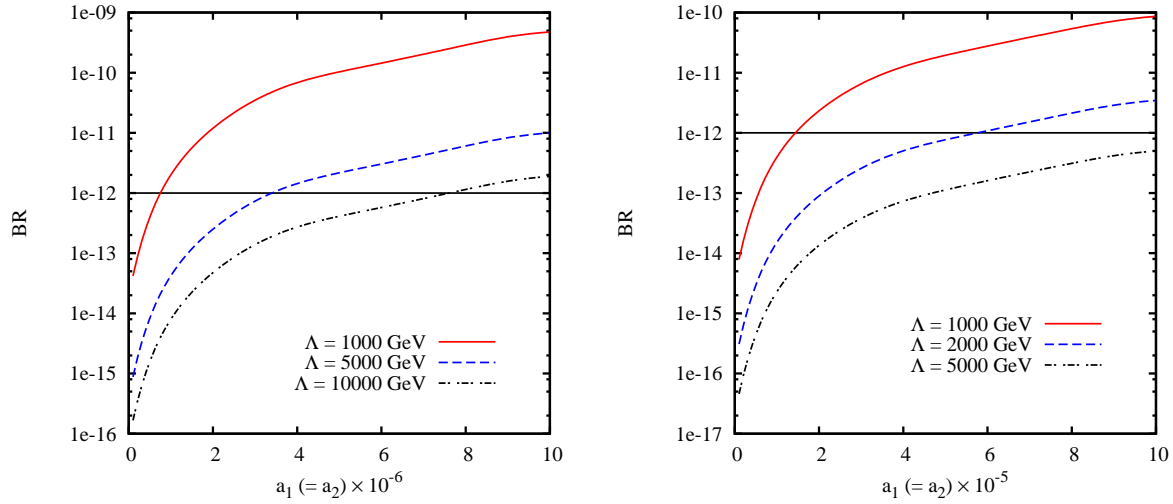 1e-09
1e-10
1e-11
1e-12
1e-13
1e-14
1e-15
1e-16
BR
0 2 4 6 8 10
a₁ (= a₂) × 10⁻⁶
Λ = 1000 GeV
Λ = 5000 GeV
Λ = 10000 GeV
1e-10
1e-11
1e-12
1e-13
1e-14
1e-15
1e-16
1e-17
BR
0 2 4 6 8 10
a₁ (= a₂) × 10⁻⁵
Λ = 1000 GeV
Λ = 2000 GeV
Λ = 5000 GeV